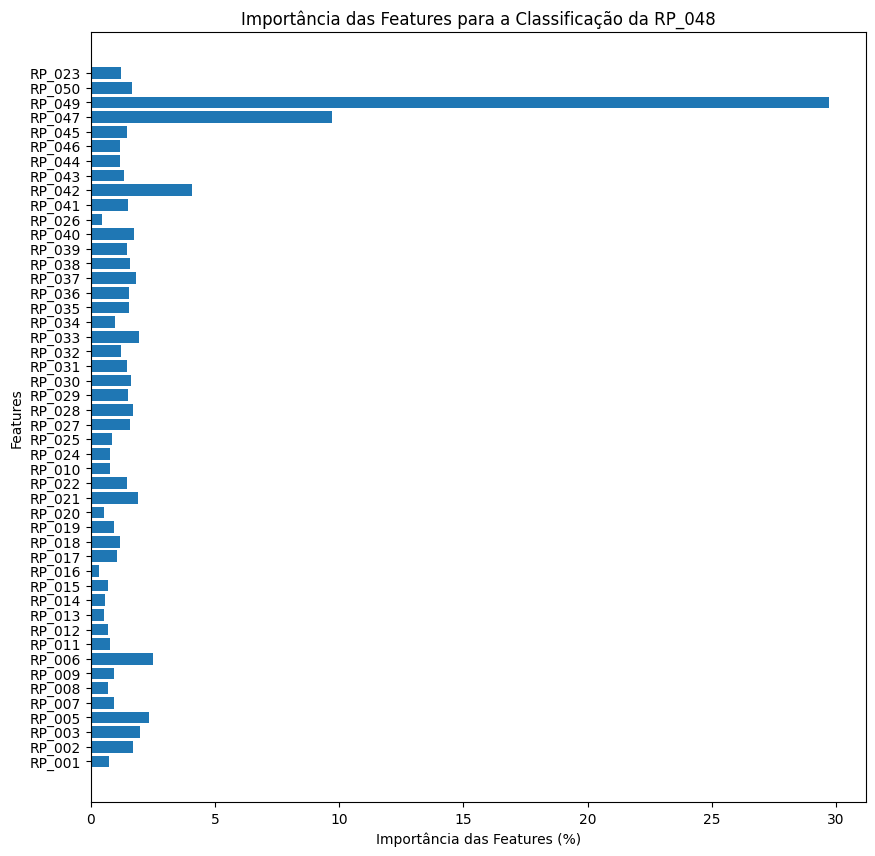 Importância das Features para a Classificação da RP_048
RP_023
RP_050
RP_049
RP_047
RP_045
RP_046
RP_044
RP_043
RP_042
RP_041
RP_026
RP_040
RP_039
RP_038
RP_037
RP_036
RP_035
RP_034
RP_033
RP_032
RP_031
RP_030
RP_029
RP_028
RP_027
RP_025
RP_024
RP_010
RP_022
RP_021
RP_020
RP_019
RP_018
RP_017
RP_016
RP_015
RP_014
RP_013
RP_012
RP_011
RP_006
RP_009
RP_008
RP_007
RP_005
RP_003
RP_002
RP_001
Features
0 5 10 15 20 25 30
Importância das Features (%)